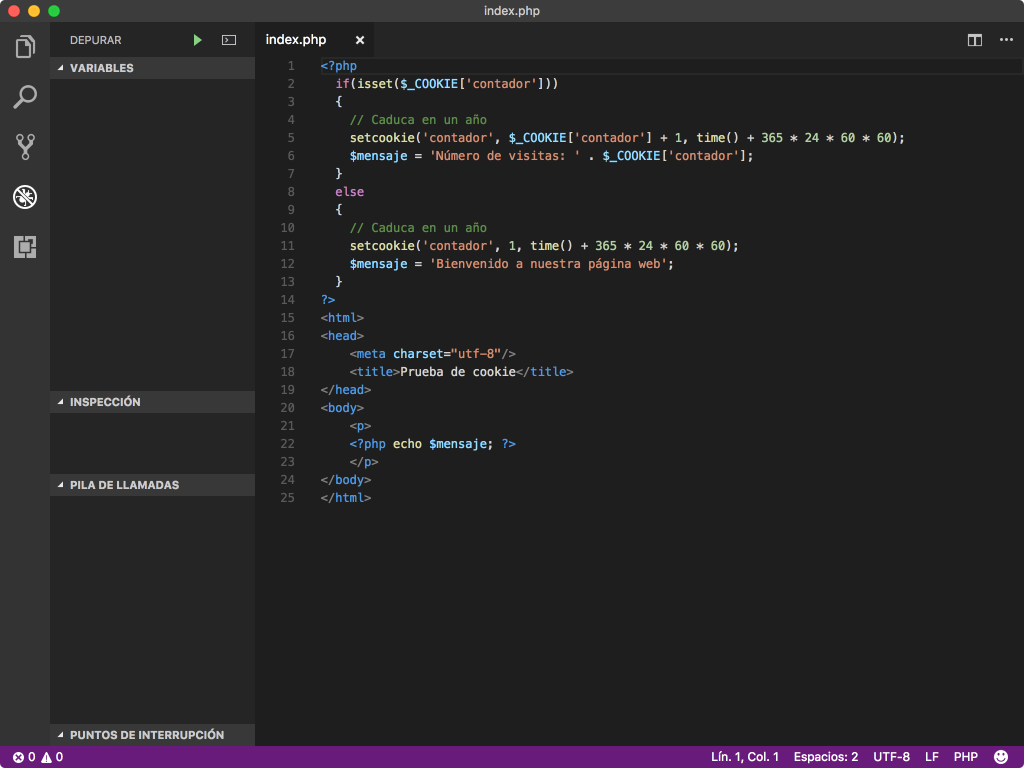 index.php
DEPURAR
VARIABLES
INSPECCIÓN
PILA DE LLAMADAS
PUNTOS DE INTERRUPCIÓN
index.php
1 <?php
2   if(isset($_COOKIE['contador']))
3   {
4     // Caduca en un año
5     setcookie('contador', $_COOKIE['contador'] + 1, time() + 365 * 24 * 60 * 60);
6     $mensaje = 'Número de visitas: ' . $_COOKIE['contador'];
7   }
8   else
9   {
10     // Caduca en un año
11     setcookie('contador', 1, time() + 365 * 24 * 60 * 60);
12     $mensaje = 'Bienvenido a nuestra página web';
13   }
14 ?>
15 <html>
16 <head>
17     <meta charset="utf-8"/>
18     <title>Prueba de cookie</title>
19 </head>
20 <body>
21     <p>
22     <?php echo $mensaje; ?>
23     </p>
24 </body>
25 </html>
0 0 Lín. 1, Col. 1 Espacios: 2 UTF-8 LF PHP